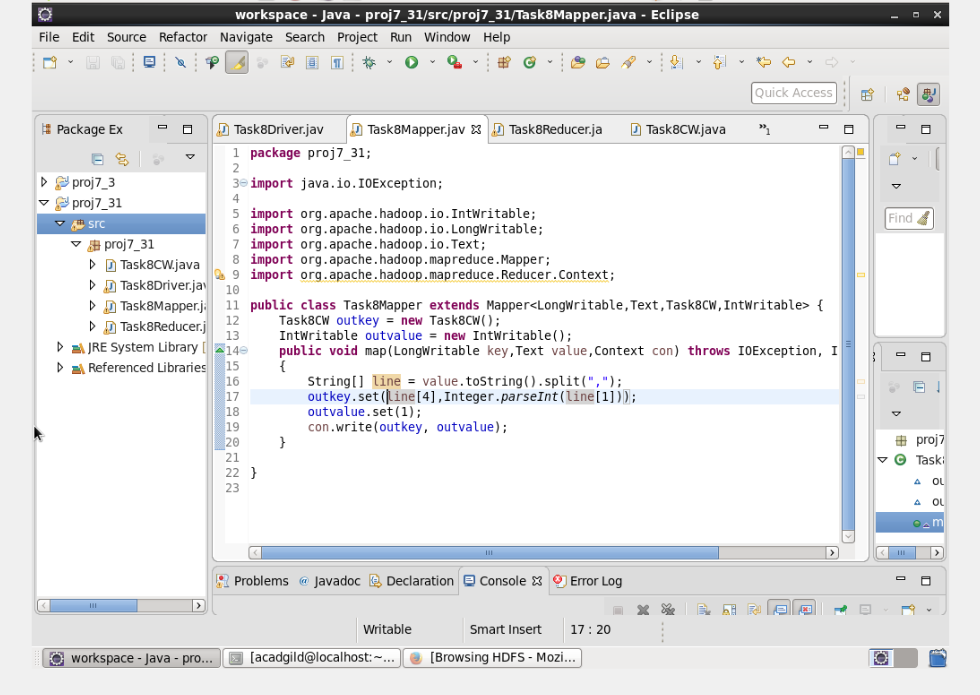 workspace - Java - proj7_31/src/proj7_31/Task8Mapper.java - Eclipse
File Edit Source Refactor Navigate Search Project Run Window Help
Quick Access
Package Ex
Task8Driver.jav
Task8Mapper.jav
Task8Reducer.ja
Task8CW.java
»1
proj7_3
proj7_31
src
proj7_31
Task8CW.java
Task8Driver.jav
Task8Mapper.j
Task8Reducer.j
JRE System Library [
Referenced Libraries
1 package proj7_31;
2
3 import java.io.IOException;
4
5 import org.apache.hadoop.io.IntWritable;
6 import org.apache.hadoop.io.LongWritable;
7 import org.apache.hadoop.io.Text;
8 import org.apache.hadoop.mapreduce.Mapper;
9 import org.apache.hadoop.mapreduce.Reducer.Context;
10
11 public class Task8Mapper extends Mapper<LongWritable,Text,Task8CW,IntWritable> {
12 Task8CW outkey = new Task8CW();
13 IntWritable outvalue = new IntWritable();
14 public void map(LongWritable key,Text value,Context con) throws IOException, I
15 {
16 String[] line = value.toString().split(",");
17 outkey.set(line[4],Integer.parseInt(line[1]));
18 outvalue.set(1);
19 con.write(outkey, outvalue);
20 }
21
22 }
23
Find
proj7
Task
ou
ou
m
Problems
Javadoc
Declaration
Console
Error Log
Writable
Smart Insert
17 : 20
workspace - Java - pro...
[acadgild@localhost:~...
[Browsing HDFS - Mozi...